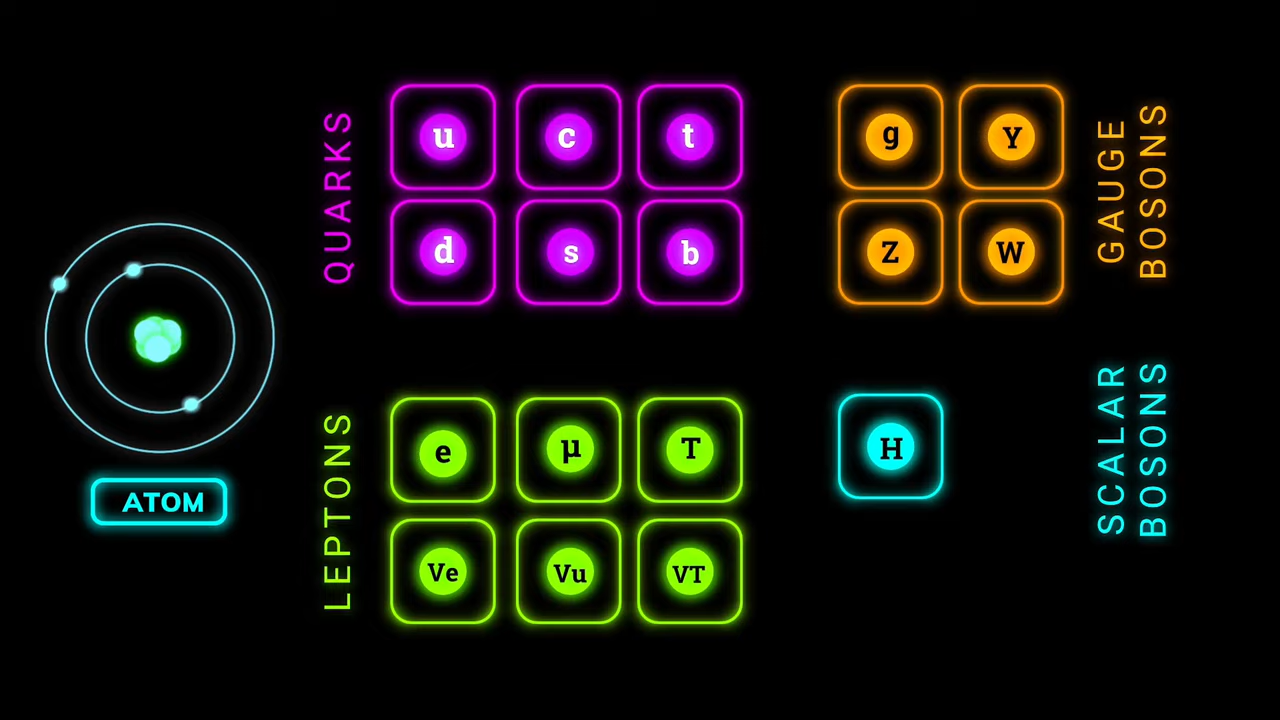 QUARKS
u c t
d s b
g Y
Z W
GAUGE
BOSONS
ATOM
LEPTONS
e μ T
Ve Vu VT
H
SCALAR
BOSONS